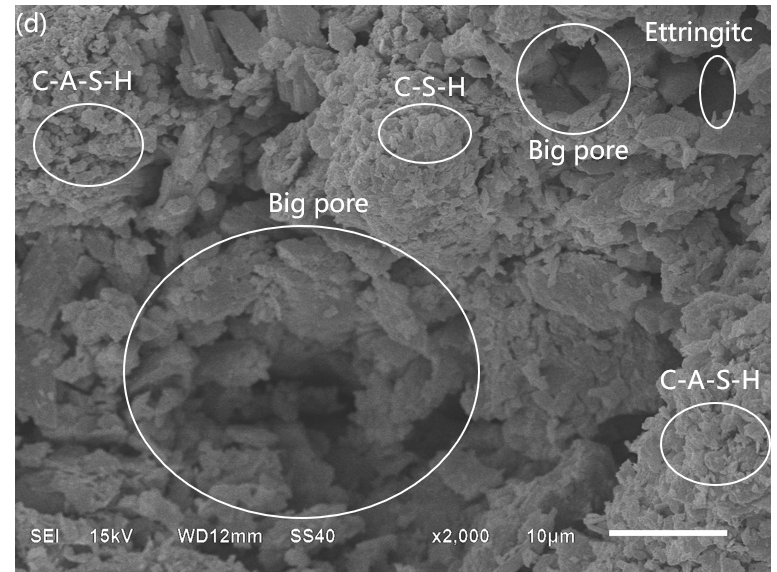 (d)
Ettringitc
C-A-S-H
C-S-H
Big pore
Big pore
C-A-S-H
SEI 15kV WD12mm SS40 x2,000 10μm